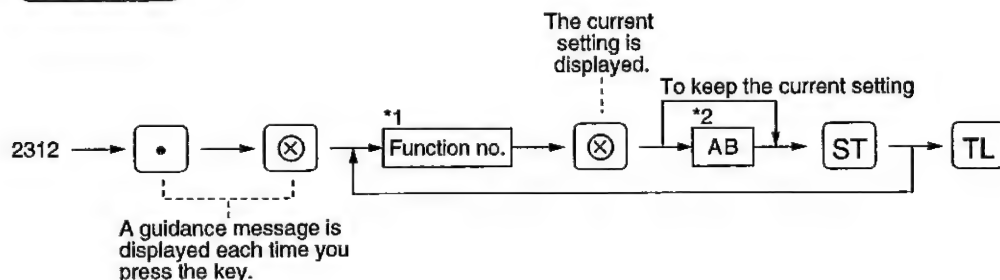 The current
setting is
displayed.
To keep the current setting
*1
*2
2312 • ⊗ Function no. ⊗ AB ST TL
A guidance message is
displayed each time you
press the key.